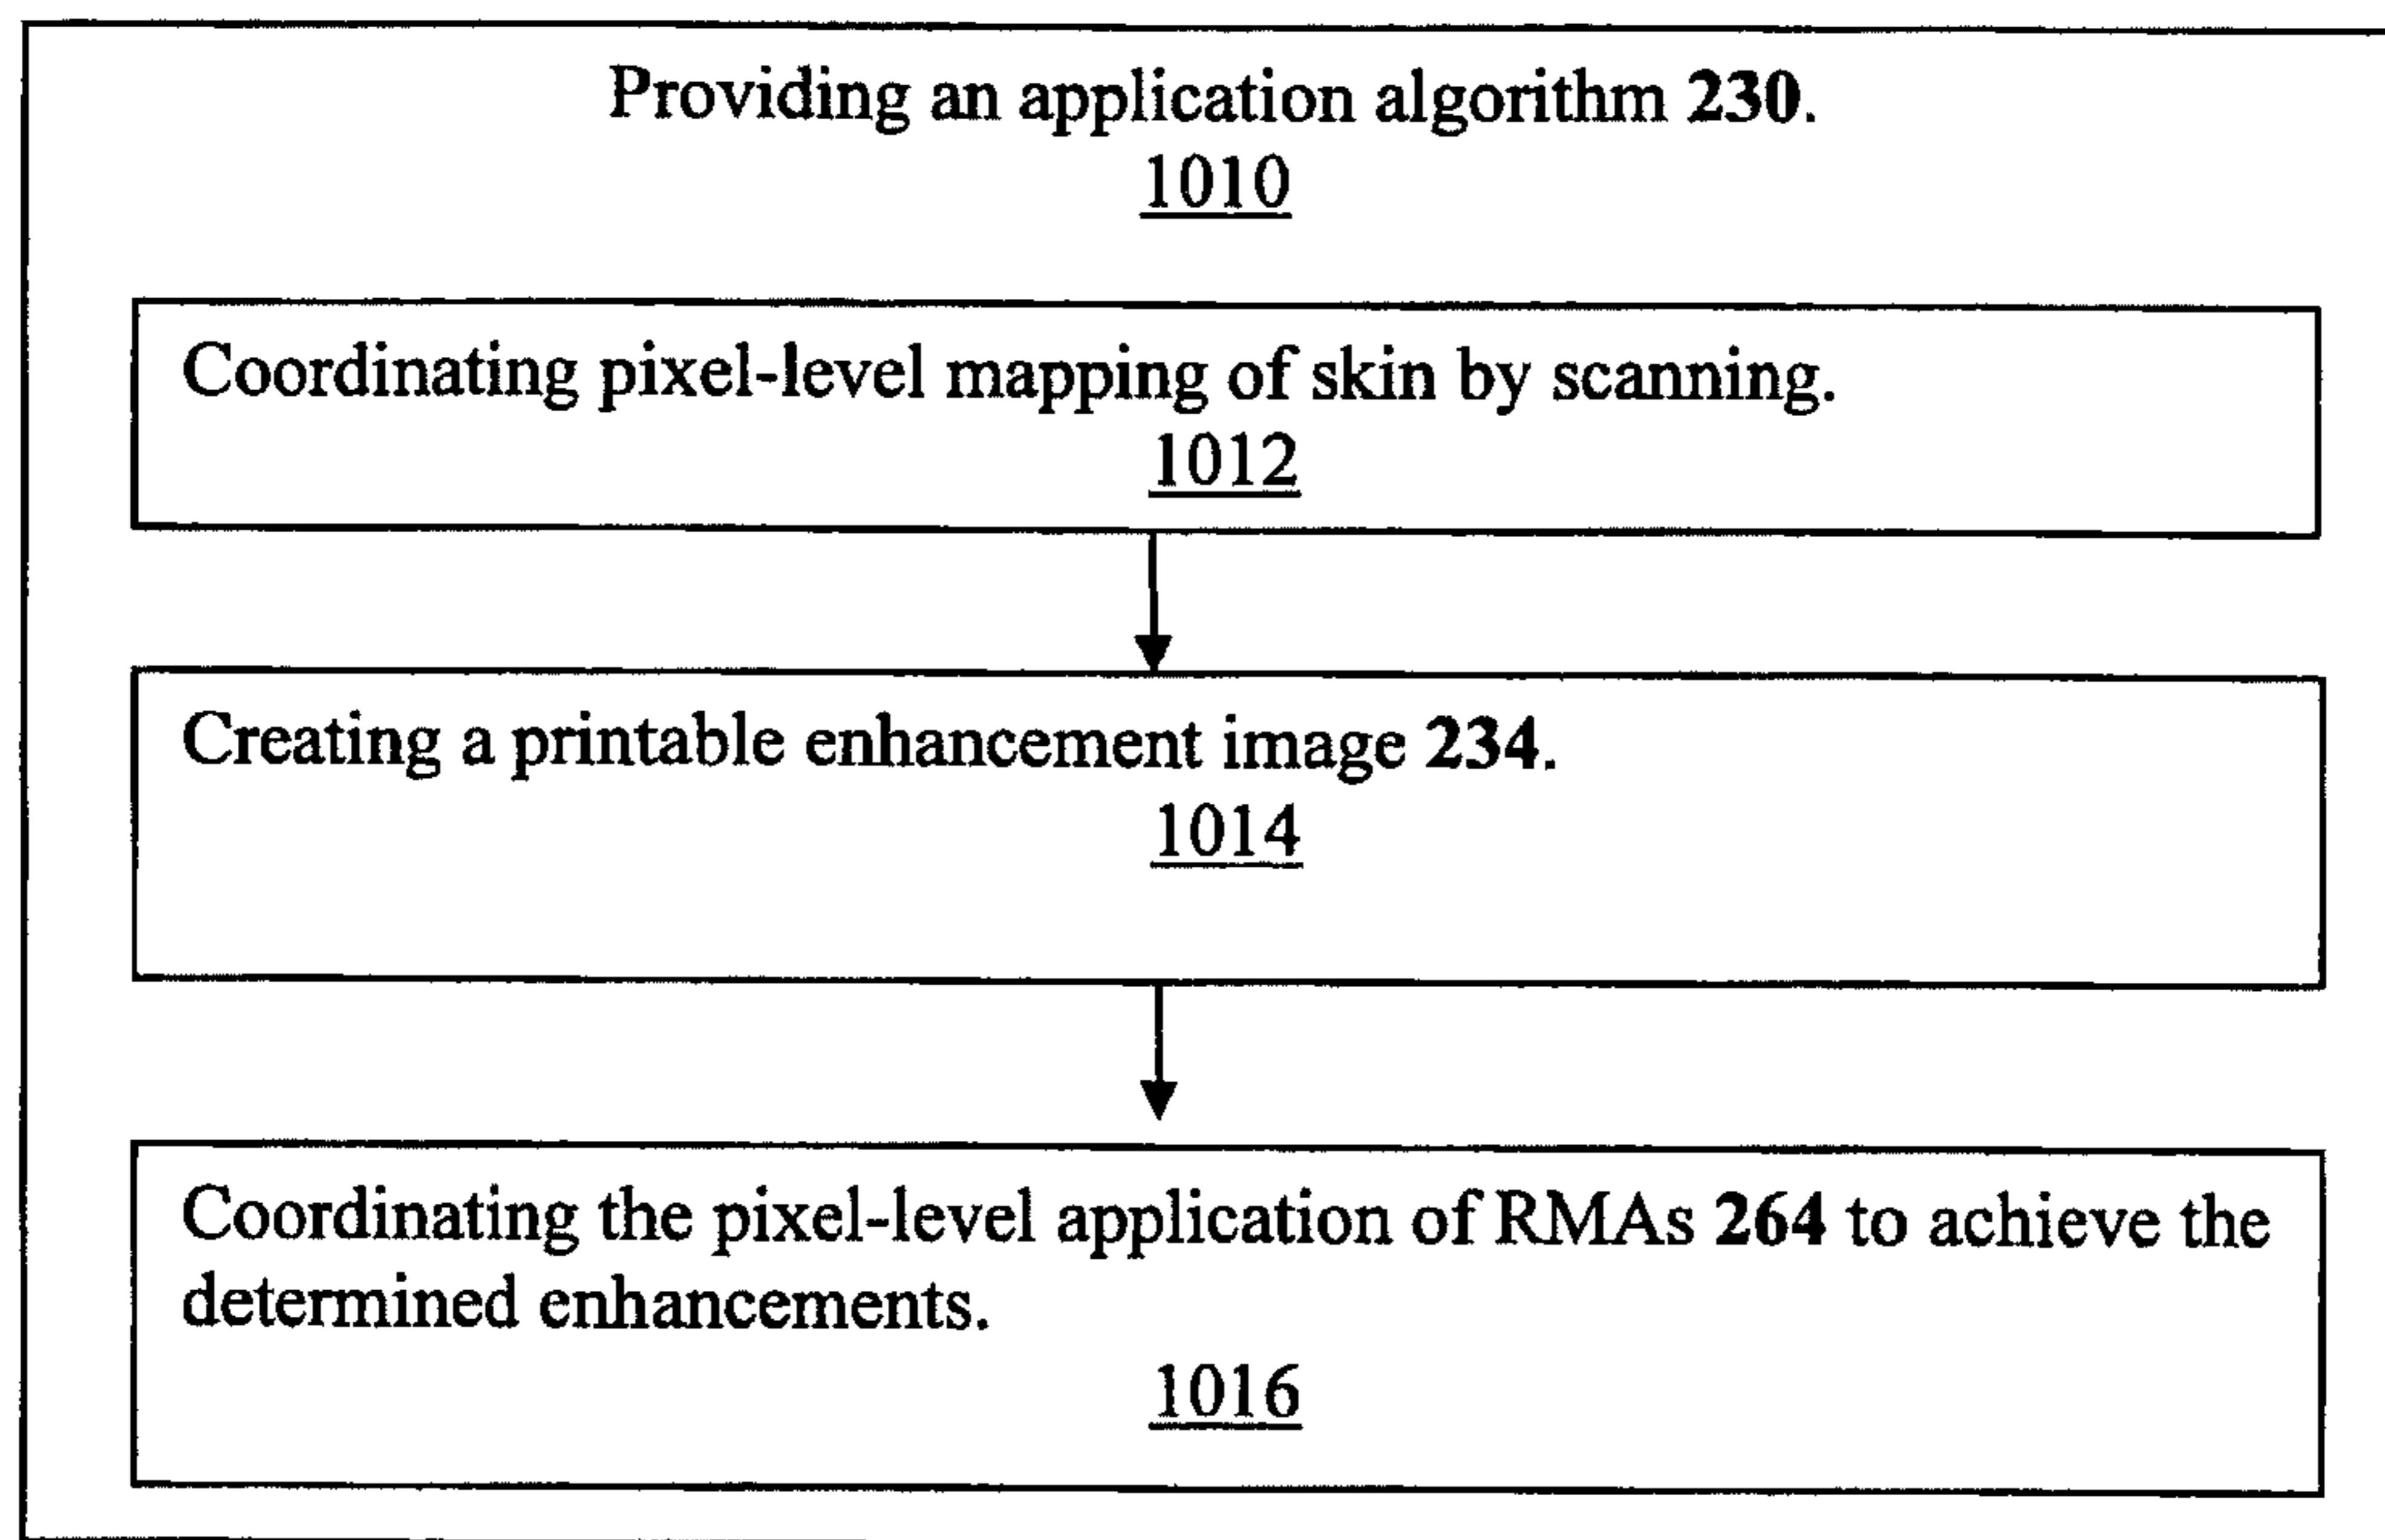 Providing an application algorithm 230.
1010
Coordinating pixel-level mapping of skin by scanning.
1012
Creating a printable enhancement image 234.
1014
Coordinating the pixel-level application of RMAs 264 to achieve the
determined enhancements.
1016